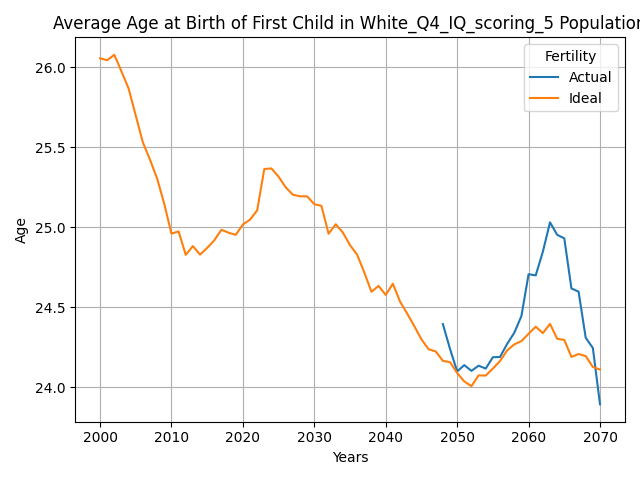 Average Age at Birth of First Child in White_Q4_IQ_scoring_5 Population
Fertility
Actual
Ideal
Age
26.0
25.5
25.0
24.5
24.0
2000 2010 2020 2030 2040 2050 2060 2070
Years